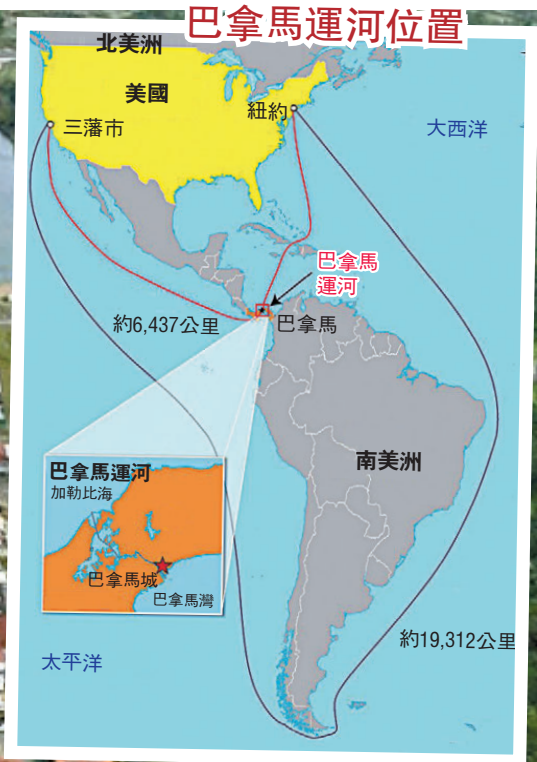 巴拿馬運河位置
北美洲
美國
紐約
三藩市
大西洋
巴拿馬
運河
約6,437公里
巴拿馬
南美洲
巴拿馬運河
加勒比海
巴拿馬城
巴拿馬灣
約19,312公里
太平洋